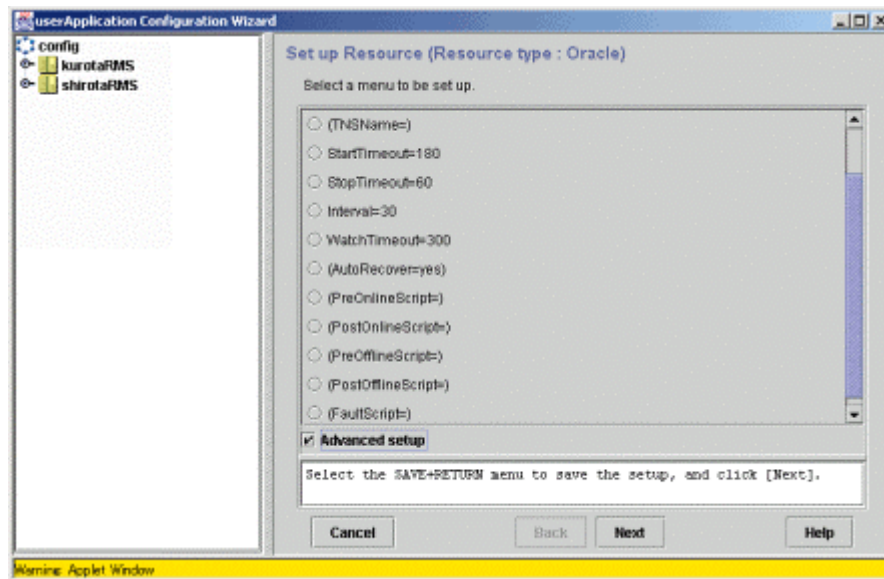 userApplication Configuration Wizard
config
kurotaRMS
shirotaRMS
Set up Resource (Resource type : Oracle)
Select a menu to be set up.
(TNSName=)
StartTimeout=180
StopTimeout=60
Interval=30
WatchTimeout=300
(AutoRecover=yes)
(PreOnlineScript=)
(PostOnlineScript=)
(PreOfflineScript=)
(PostOfflineScript=)
(FaultScript=)
Advanced setup
Select the SAVE+RETURN menu to save the setup, and click [Next].
Cancel Back Next Help
Warning: Applet Window